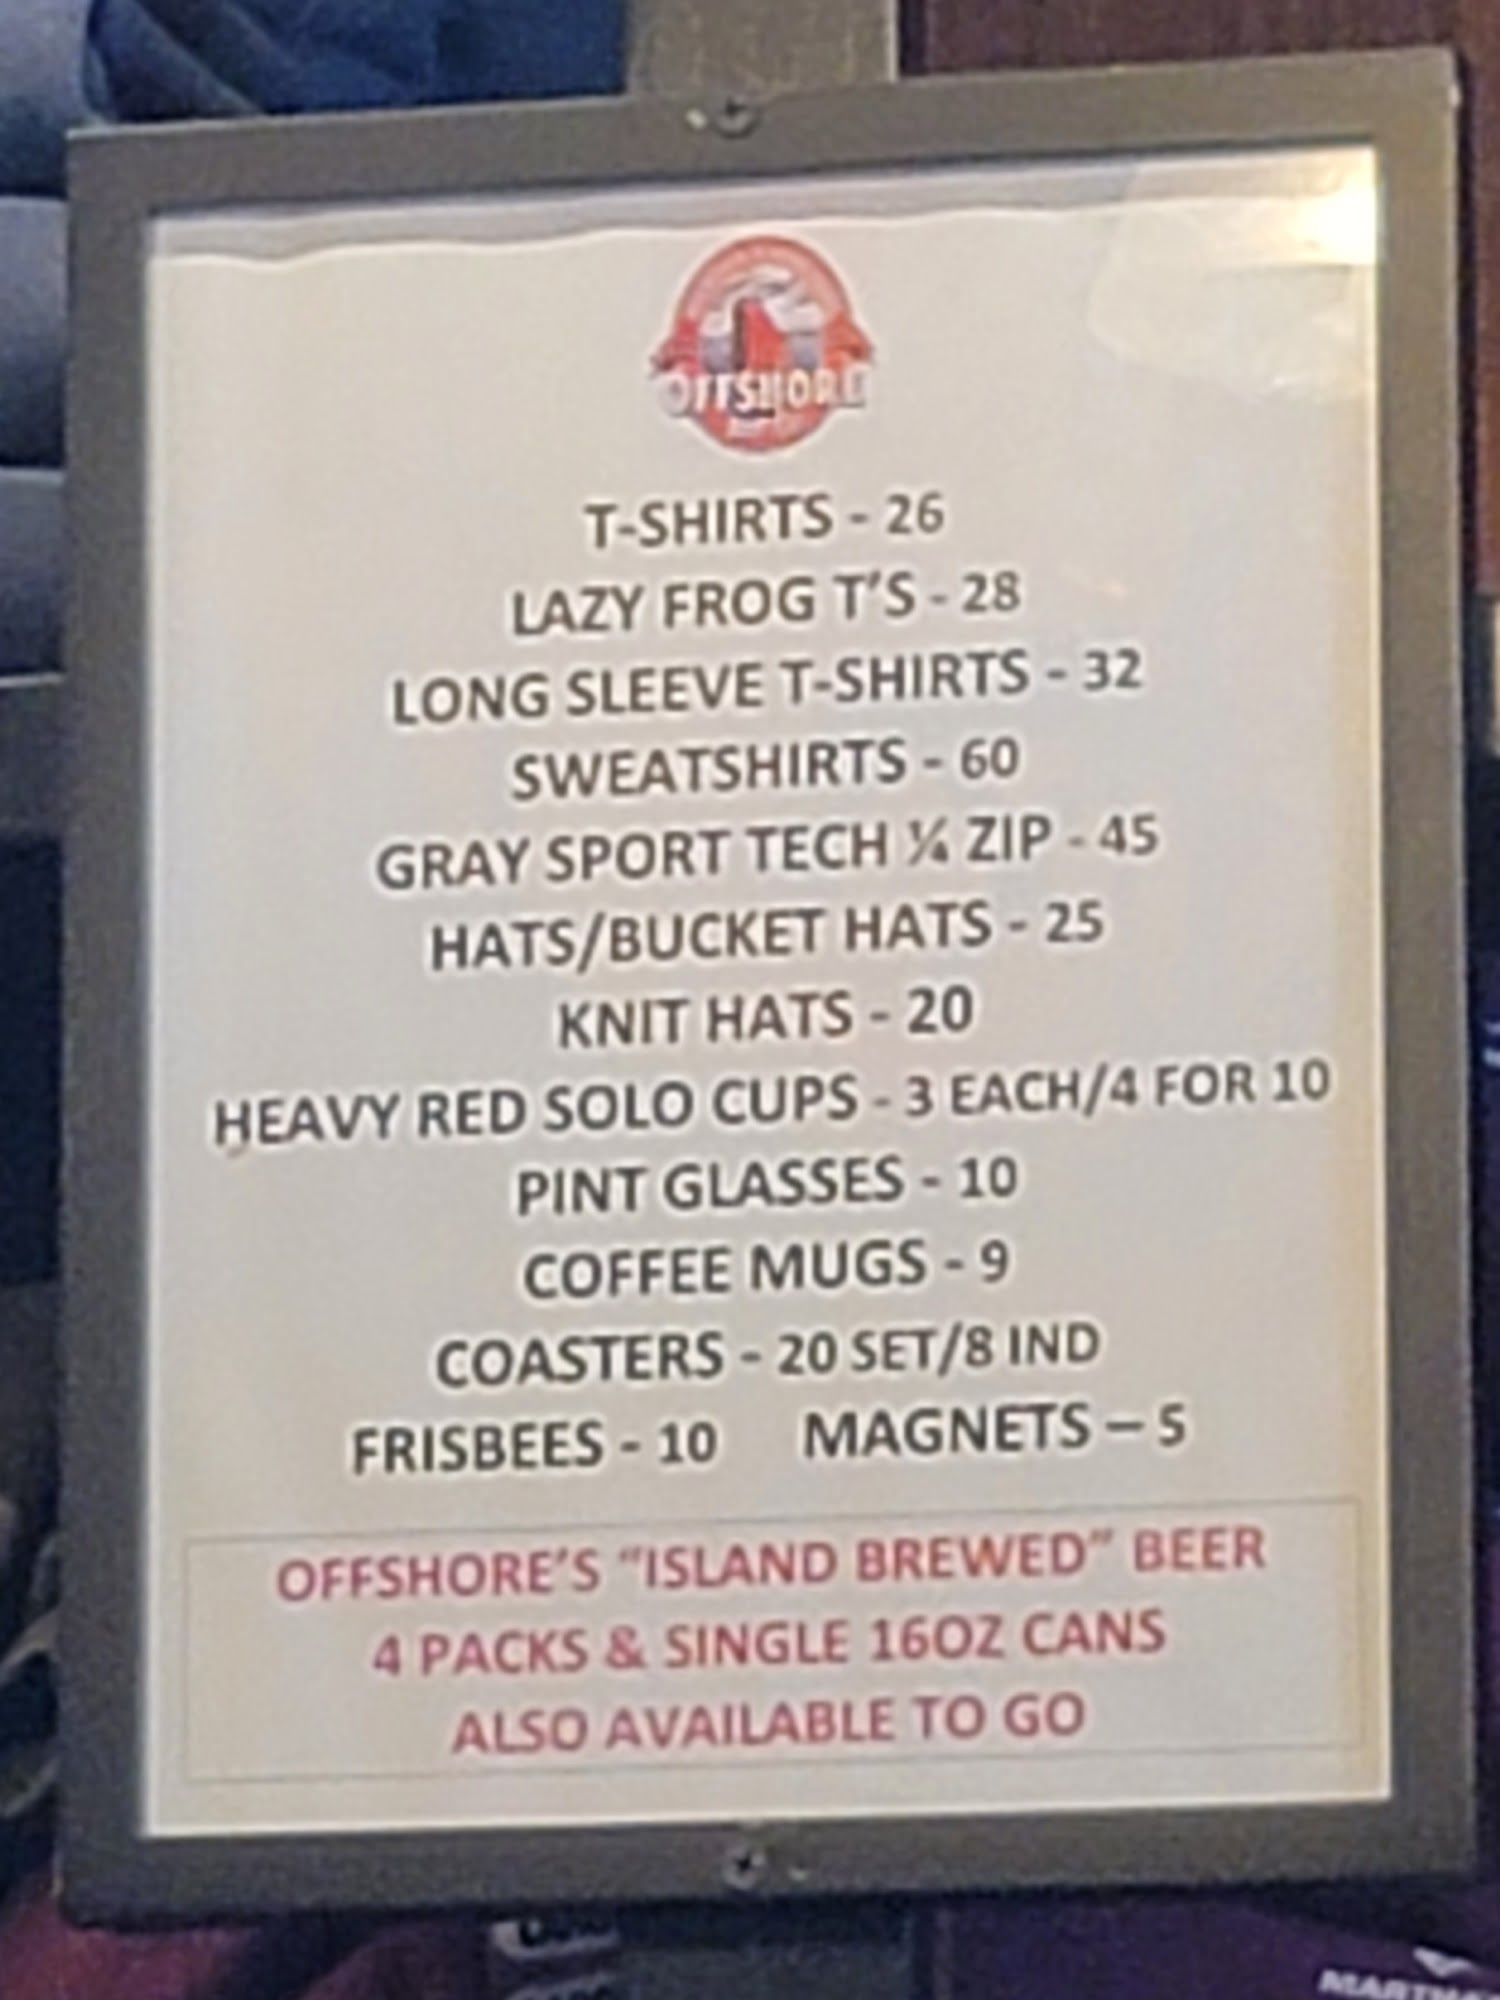 OFFSHORE
T-SHIRTS - 26
LAZY FROG T'S - 28
LONG SLEEVE T-SHIRTS - 32
SWEATSHIRTS - 60
GRAY SPORT TECH ¼ ZIP - 45
HATS/BUCKET HATS - 25
KNIT HATS - 20
HEAVY RED SOLO CUPS - 3 EACH/4 FOR 10
PINT GLASSES - 10
COFFEE MUGS - 9
COASTERS - 20 SET/8 IND
FRISBEES - 10 MAGNETS – 5
OFFSHORE'S "ISLAND BREWED" BEER
4 PACKS & SINGLE 16OZ CANS
ALSO AVAILABLE TO GO